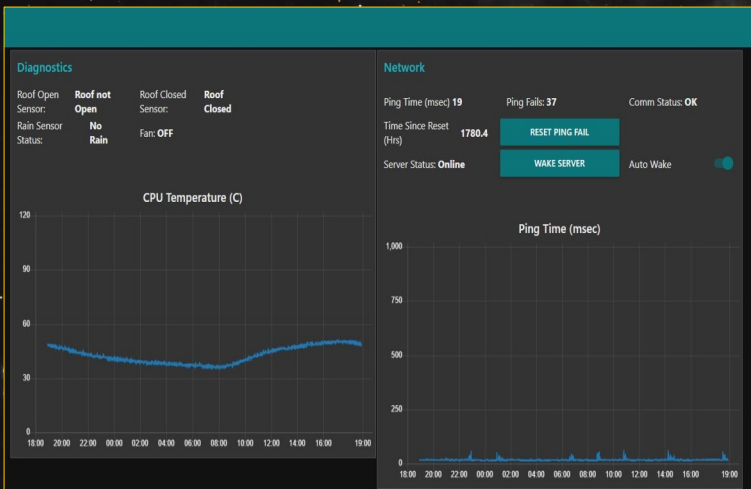 Diagnostics
Roof Open Sensor: Roof not Open
Roof Closed Sensor: Roof Closed
Rain Sensor Status: No Rain
Fan: OFF
CPU Temperature (C)
120
90
60
30
0
18:00 20:00 22:00 00:00 02:00 04:00 06:00 08:00 10:00 12:00 14:00 16:00 19:00
Network
Ping Time (msec) 19
Ping Fails: 37
Comm Status: OK
Time Since Reset (Hrs) 1780.4
RESET PING FAIL
Server Status: Online
WAKE SERVER
Auto Wake
Ping Time (msec)
1,000
750
500
250
0
18:00 20:00 22:00 00:00 02:00 04:00 06:00 08:00 10:00 12:00 14:00 16:00 19:00